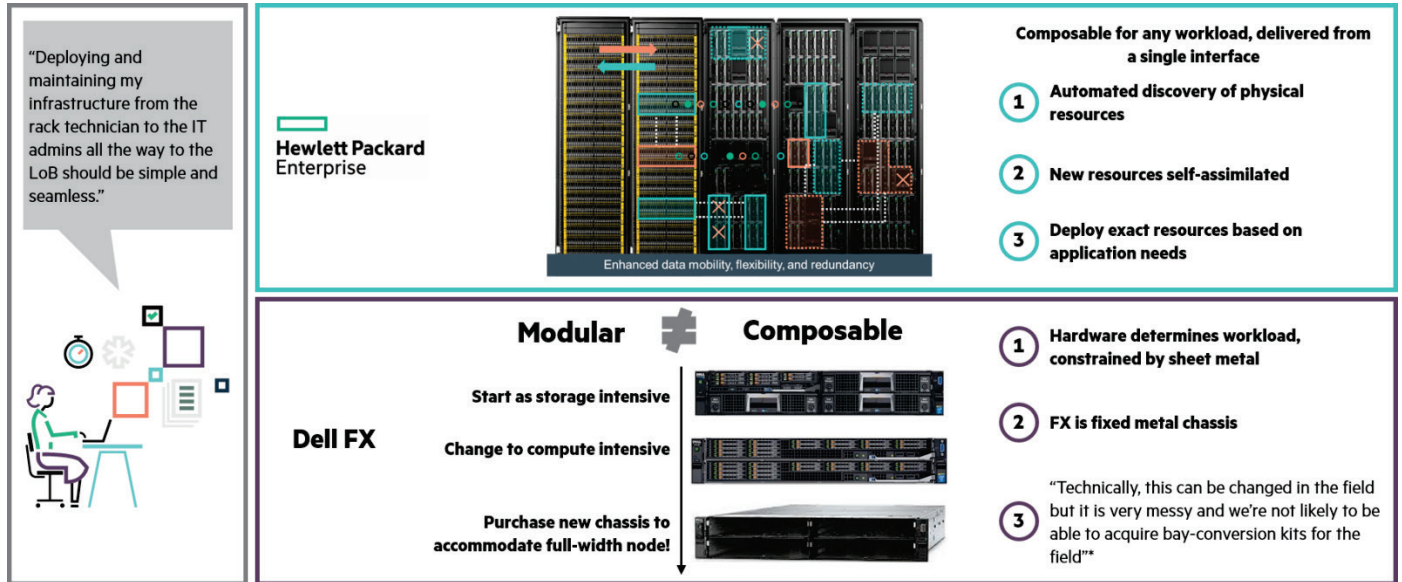 “Deploying and
maintaining my
infrastructure from the
rack technician to the IT
admins all the way to the
LoB should be simple and
seamless.”
Hewlett Packard
Enterprise
Enhanced data mobility, flexibility, and redundancy
Composable for any workload, delivered from
a single interface
1 Automated discovery of physical
resources
2 New resources self-assimilated
3 Deploy exact resources based on
application needs
Dell FX
Modular ≠ Composable
Start as storage intensive
Change to compute intensive
Purchase new chassis to
accommodate full-width node!
1 Hardware determines workload,
constrained by sheet metal
2 FX is fixed metal chassis
3 “Technically, this can be changed in the field
but it is very messy and we’re not likely to be
able to acquire bay-conversion kits for the
field”*